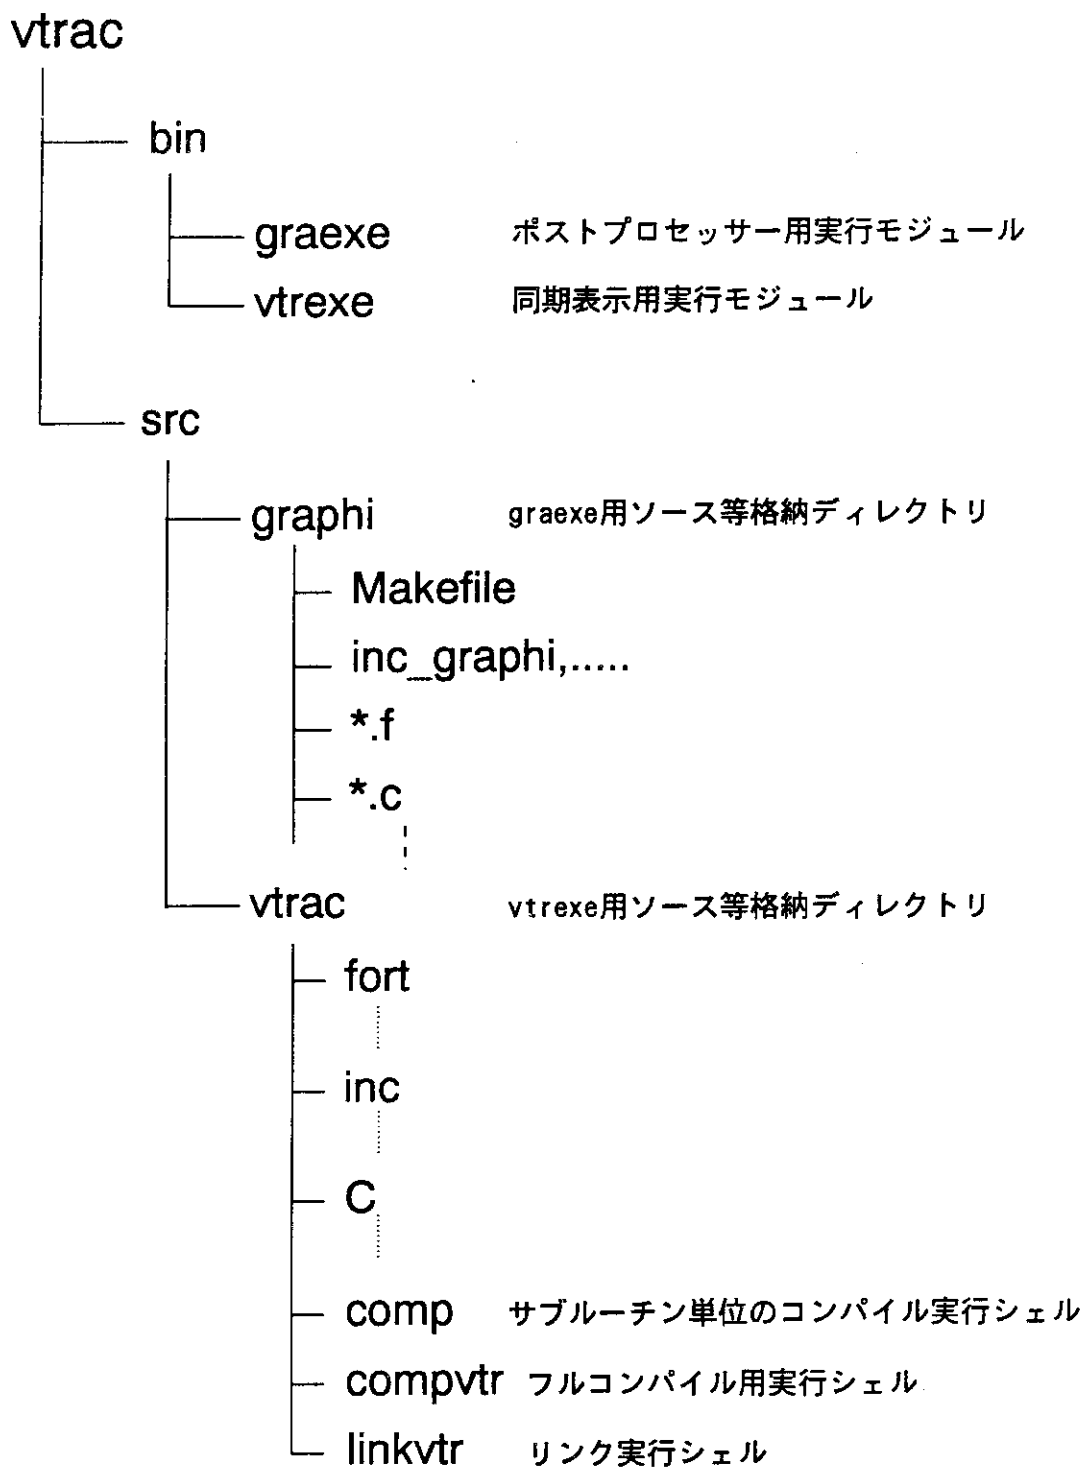 vtrac
bin
graexe ポストプロセッサー用実行モジュール
vtrexe 同期表示用実行モジュール
src
graphi graexe用ソース等格納ディレクトリ
Makefile
inc_graphi,.....
*.f
*.c
vtrac vtrexe用ソース等格納ディレクトリ
fort
inc
C
comp サブルーチン単位のコンパイル実行シェル
compvtr フルコンパイル用実行シェル
linkvtr リンク実行シェル